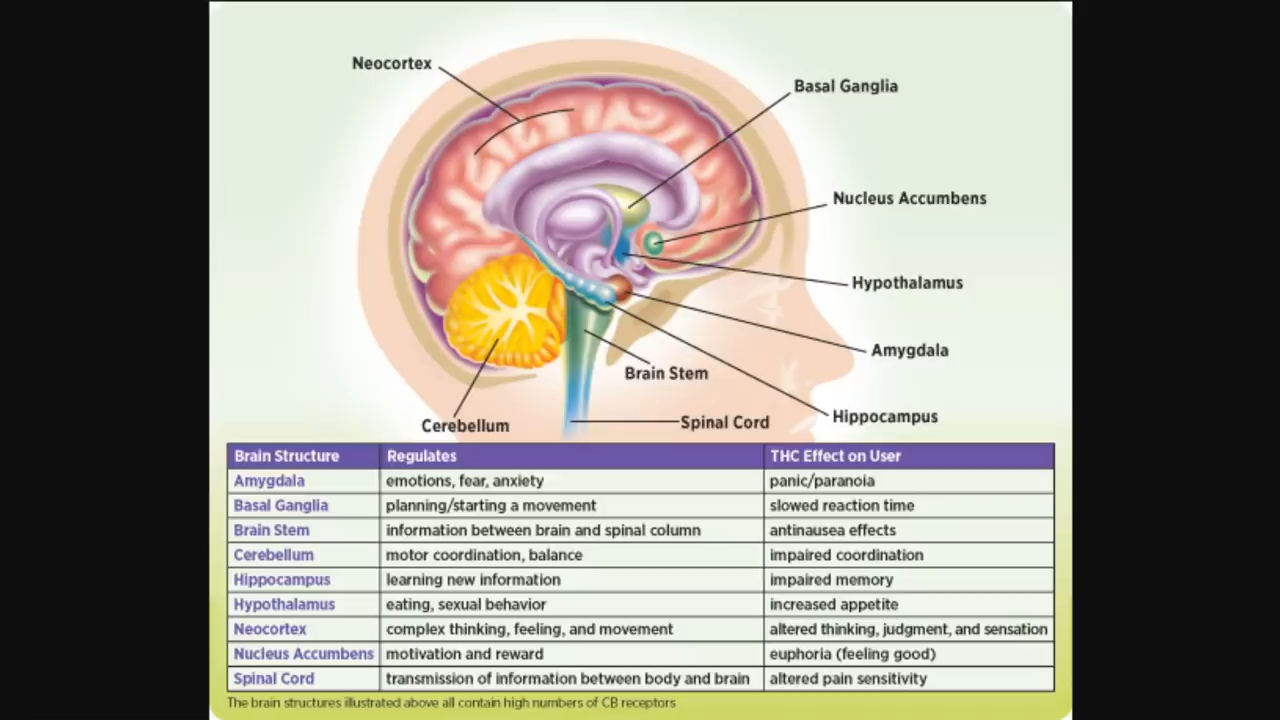 Neocortex
Basal Ganglia
Nucleus Accumbens
Hypothalamus
Amygdala
Brain Stem
Hippocampus
Spinal Cord
Cerebellum
Brain Structure Regulates THC Effect on User
Amygdala emotions, fear, anxiety panic/paranoia
Basal Ganglia planning/starting a movement slowed reaction time
Brain Stem information between brain and spinal column antinausea effects
Cerebellum motor coordination, balance impaired coordination
Hippocampus learning new information impaired memory
Hypothalamus eating, sexual behavior increased appetite
Neocortex complex thinking, feeling, and movement altered thinking, judgment, and sensation
Nucleus Accumbens motivation and reward euphoria (feeling good)
Spinal Cord transmission of information between body and brain altered pain sensitivity
The brain structures illustrated above all contain high numbers of CB receptors